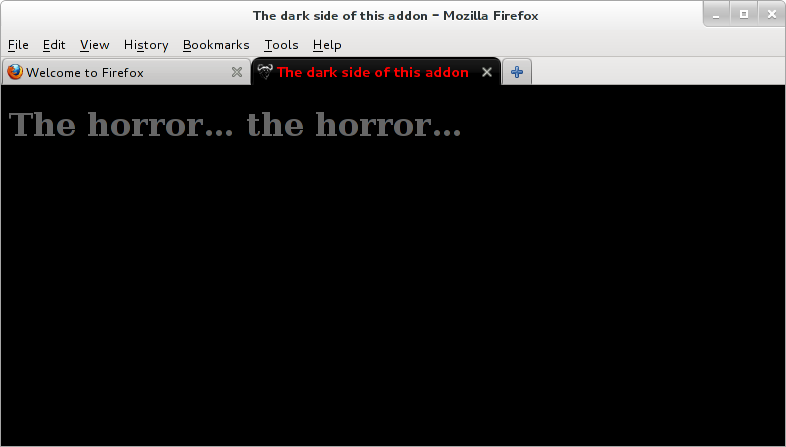 The dark side of this addon – Mozilla Firefox
File Edit View History Bookmarks Tools Help
Welcome to Firefox The dark side of this addon
The horror... the horror...